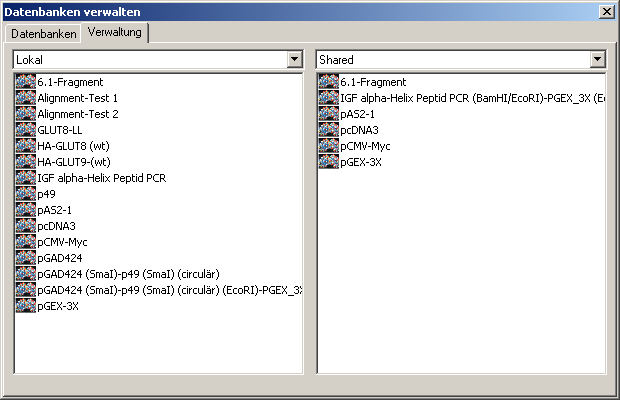 Datenbanken verwalten
Datenbanken Verwaltung
Lokal
6.1-Fragment
Alignment-Test 1
Alignment-Test 2
GLUT8-LL
HA-GLUT8 (wt)
HA-GLUT9-(wt)
IGF alpha-Helix Peptid PCR
p49
pAS2-1
pcDNA3
pCMV-Myc
pGAD424
pGAD424 (SmaI)-p49 (SmaI) (circulär)
pGAD424 (SmaI)-p49 (SmaI) (circulär) (EcoRI)-PGEX_3X
pGEX-3X
Shared
6.1-Fragment
IGF alpha-Helix Peptid PCR (BamHI/EcoRI)-PGEX_3X (Ec
pAS2-1
pcDNA3
pCMV-Myc
pGEX-3X